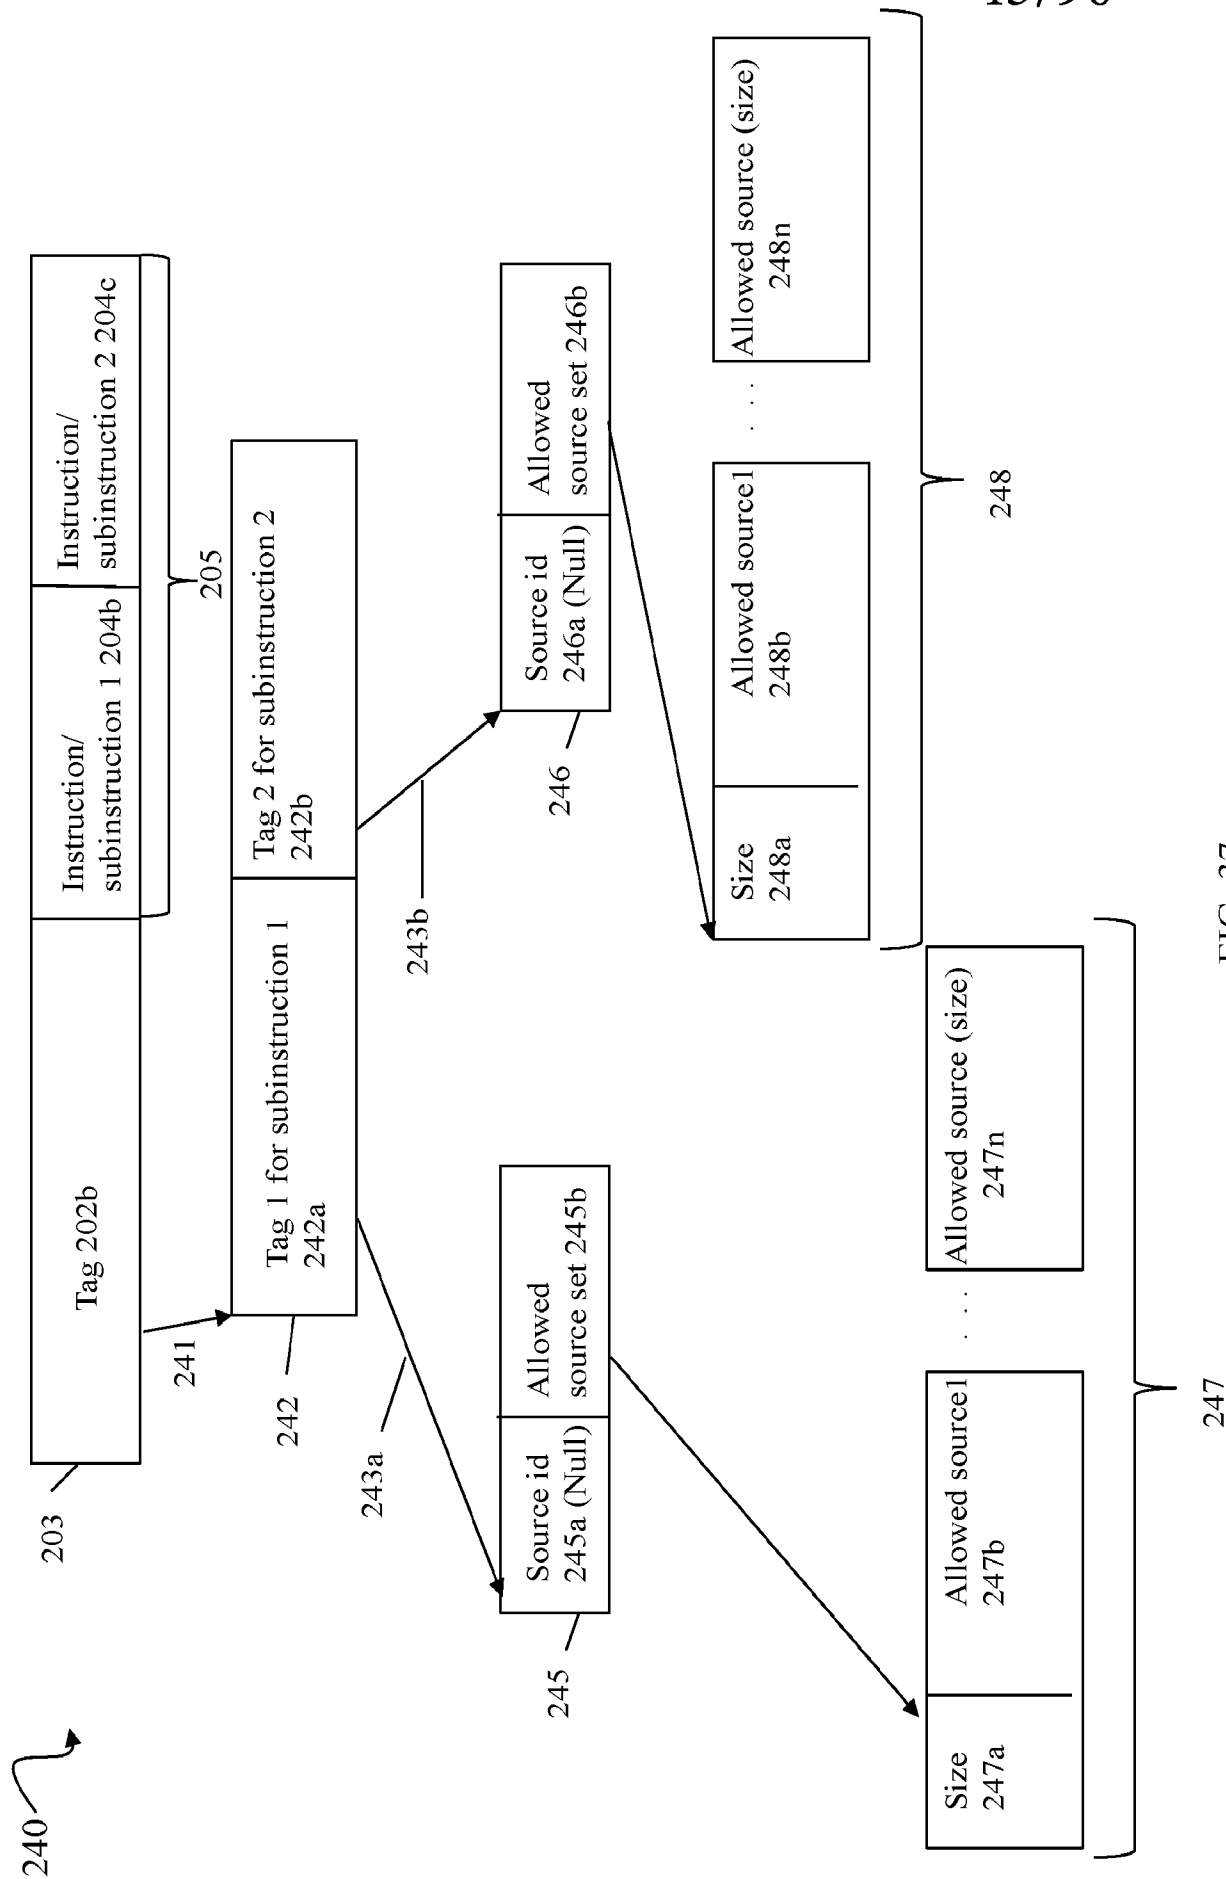 240
203
Tag 202b
Instruction/
subinstruction 1 204b
Instruction/
subinstruction 2 204c
205
241
242
Tag 1 for subinstruction 1
242a
Tag 2 for subinstruction 2
242b
243a
243b
245
Source id
245a (Null)
Allowed
source set 245b
246
Source id
246a (Null)
Allowed
source set 246b
Size
248a
Allowed source1
248b
. . .
Allowed source (size)
248n
248
Size
247a
Allowed source1
247b
. . .
Allowed source (size)
247n
247